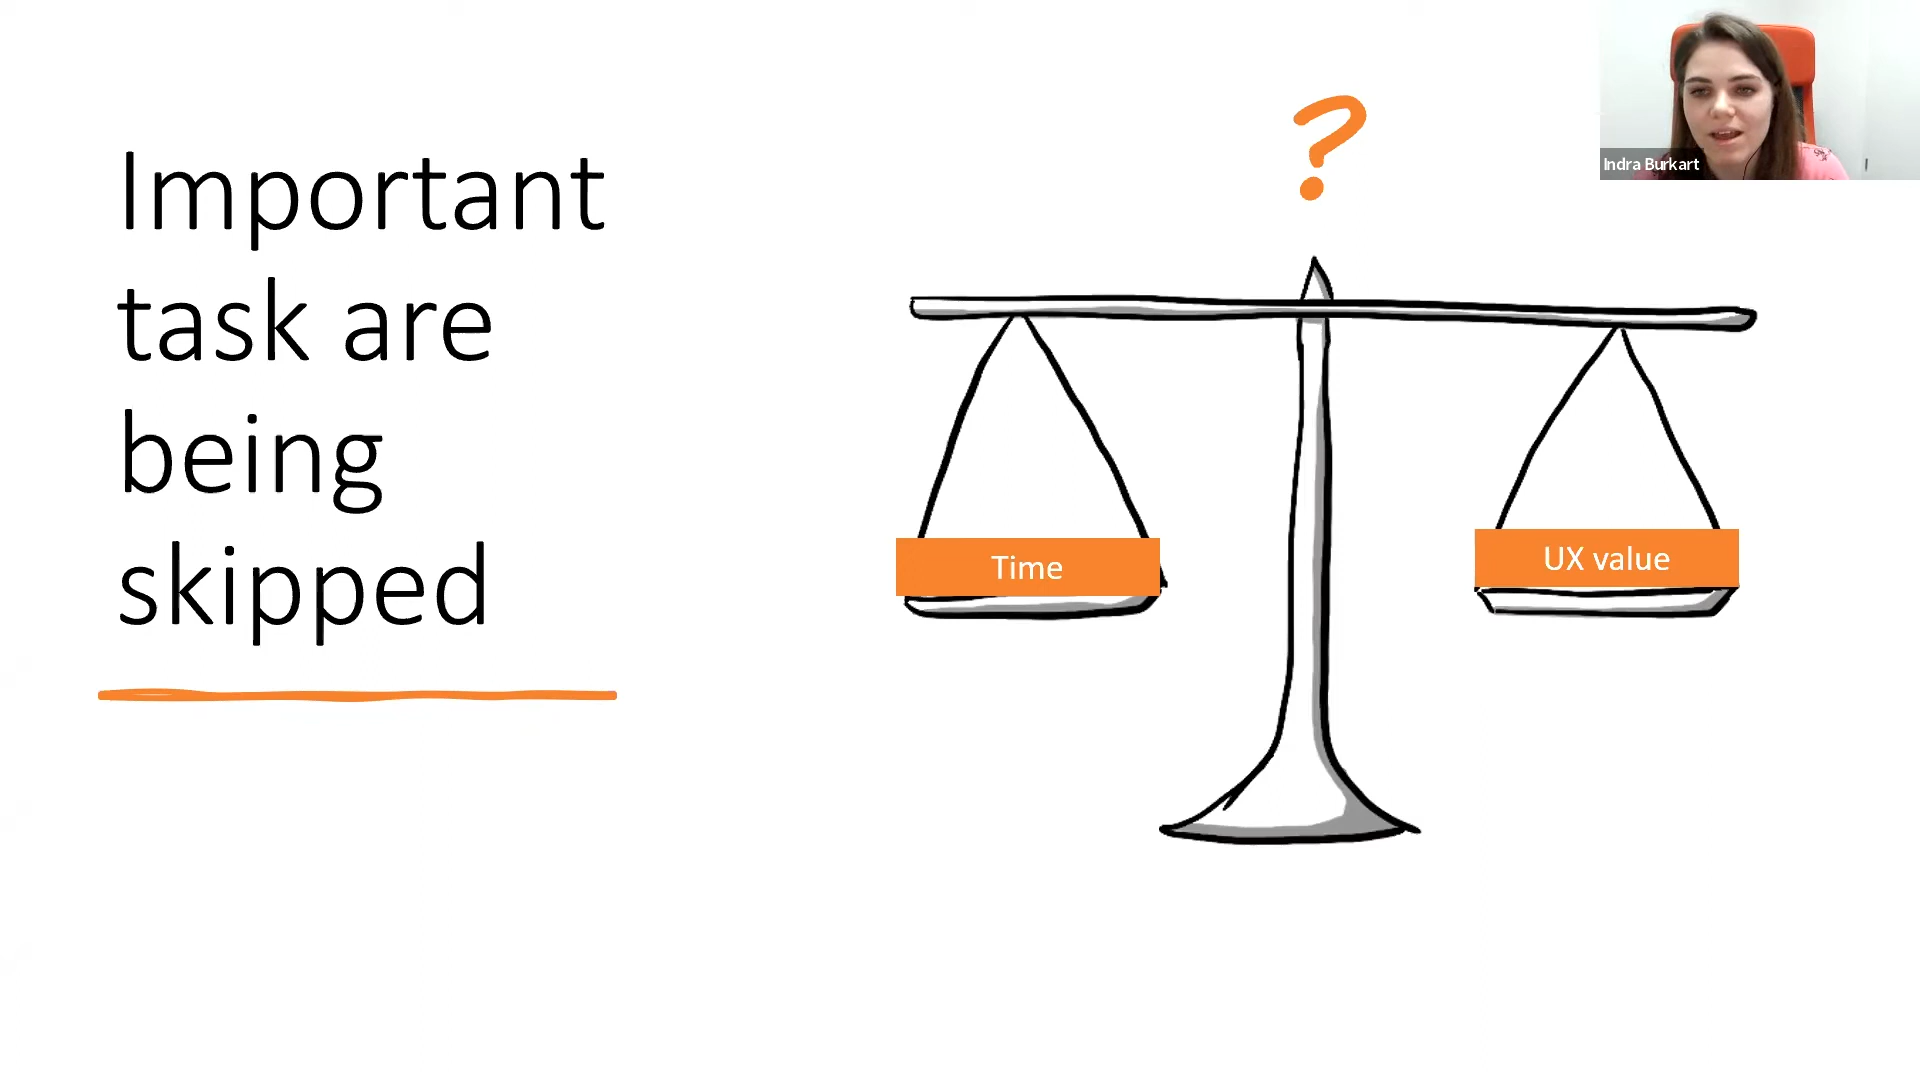 Important
task are
being
skipped
?
Time
UX value
Indra Burkart